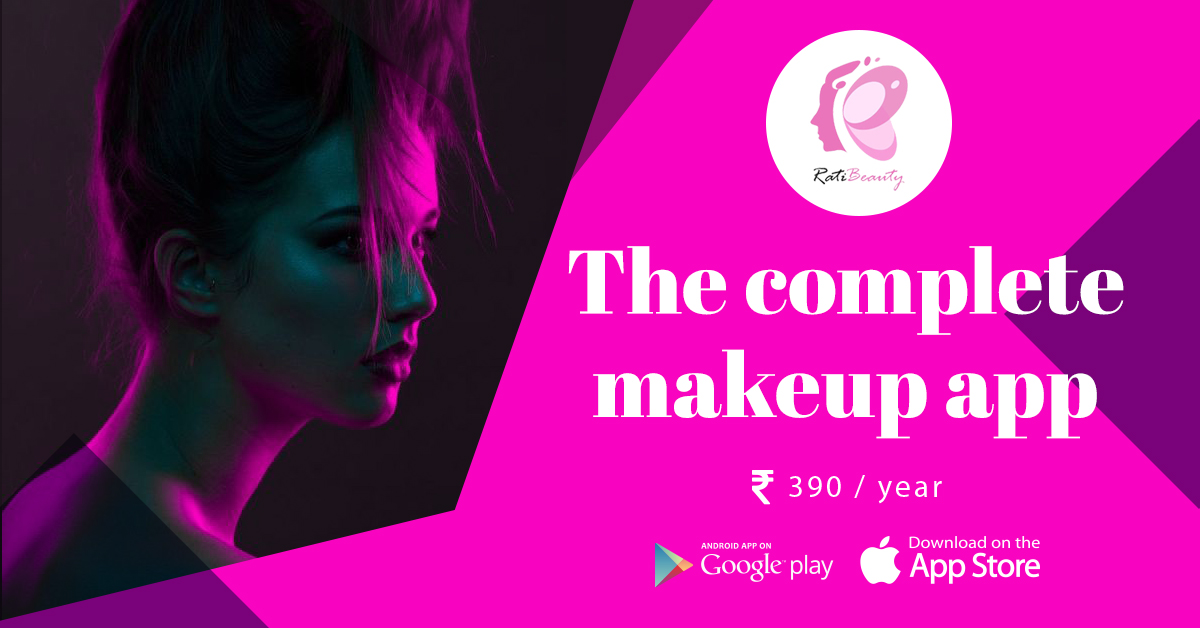 RatiBeauty
The complete
makeup app
₹ 390 / year
ANDROID APP ON
Google play
Download on the
App Store